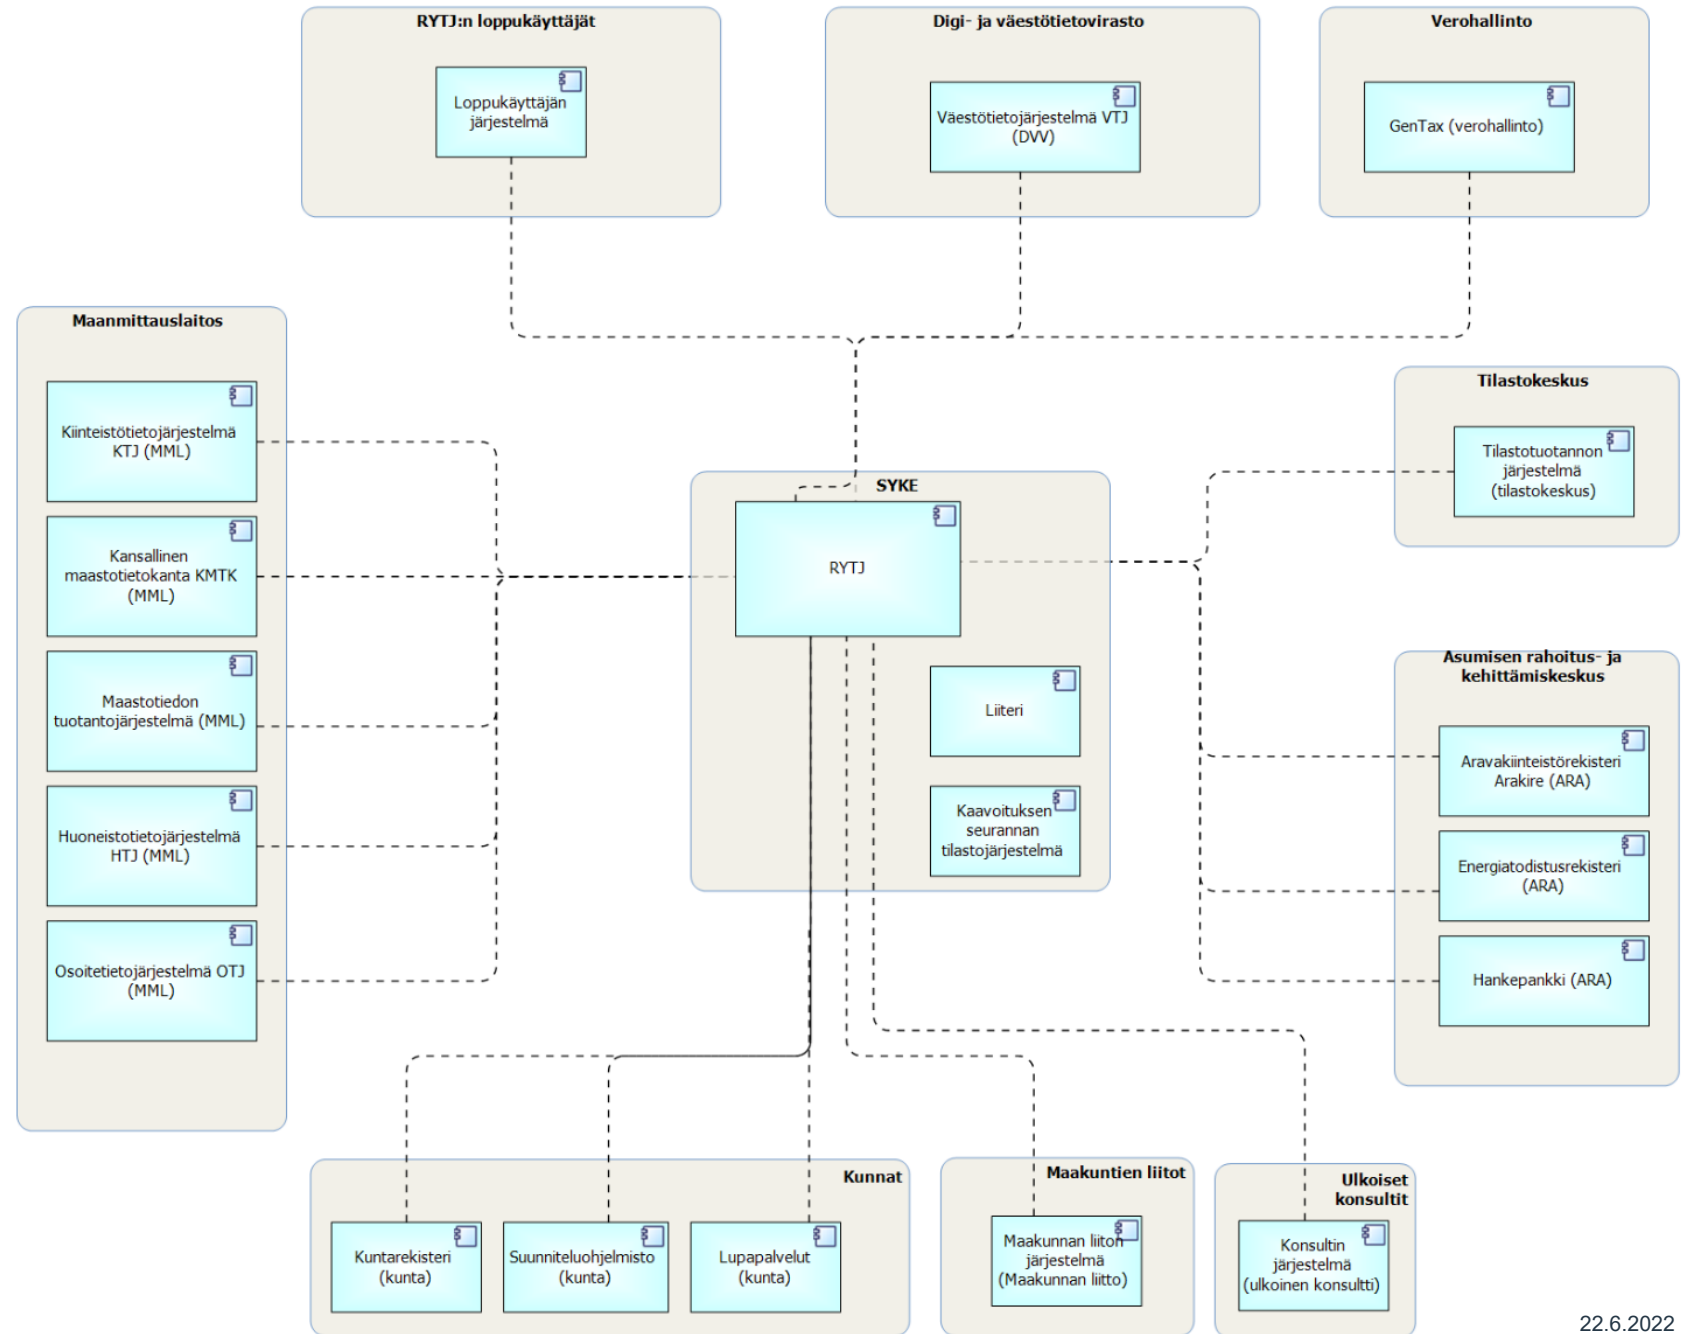 RYTJ:n loppukäyttäjät
Loppukäyttäjän
järjestelmä
Digi- ja väestötietovirasto
Väestötietojärjestelmä VTJ
(DVV)
Verohallinto
GenTax (verohallinto)
Maanmittauslaitos
Kiinteistötietojärjestelmä
KTJ (MML)
Kansallinen
maastotietokanta KMTK
(MML)
Maastotiedon
tuotantojärjestelmä (MML)
Huoneistotietojärjestelmä
HTJ (MML)
Osoitetietojärjestelmä OTJ
(MML)
SYKE
RYTJ
Liiteri
Kaavoituksen
seurannan
tilastojärjestelmä
Tilastokeskus
Tilastotuotannon
järjestelmä
(tilastokeskus)
Asumisen rahoitus- ja
kehittämiskeskus
Aravakiinteistörekisteri
Arakire (ARA)
Energiatodistusrekisteri
(ARA)
Hankepankki (ARA)
Kunnat
Kuntarekisteri
(kunta)
Suunniteluohjelmisto
(kunta)
Lupapalvelut
(kunta)
Maakuntien liitot
Maakunnan liiton
järjestelmä
(Maakunnan liitto)
Ulkoiset
konsultit
Konsultin
järjestelmä
(ulkoinen konsultti)
22.6.2022